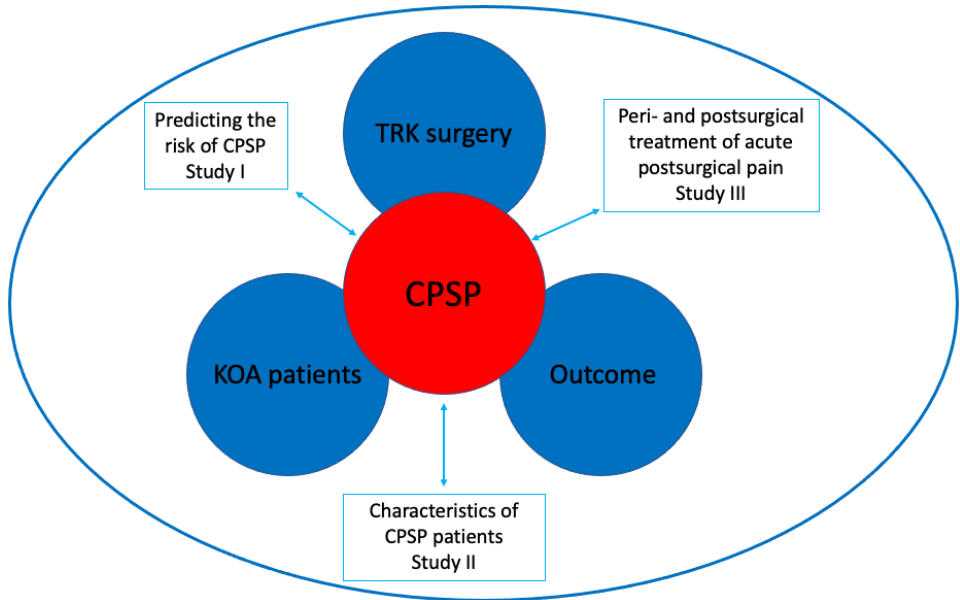 TRK surgery
Predicting the
risk of CPSP
Study I
Peri- and postsurgical
treatment of acute
postsurgical pain
Study III
CPSP
KOA patients
Outcome
Characteristics of
CPSP patients
Study II